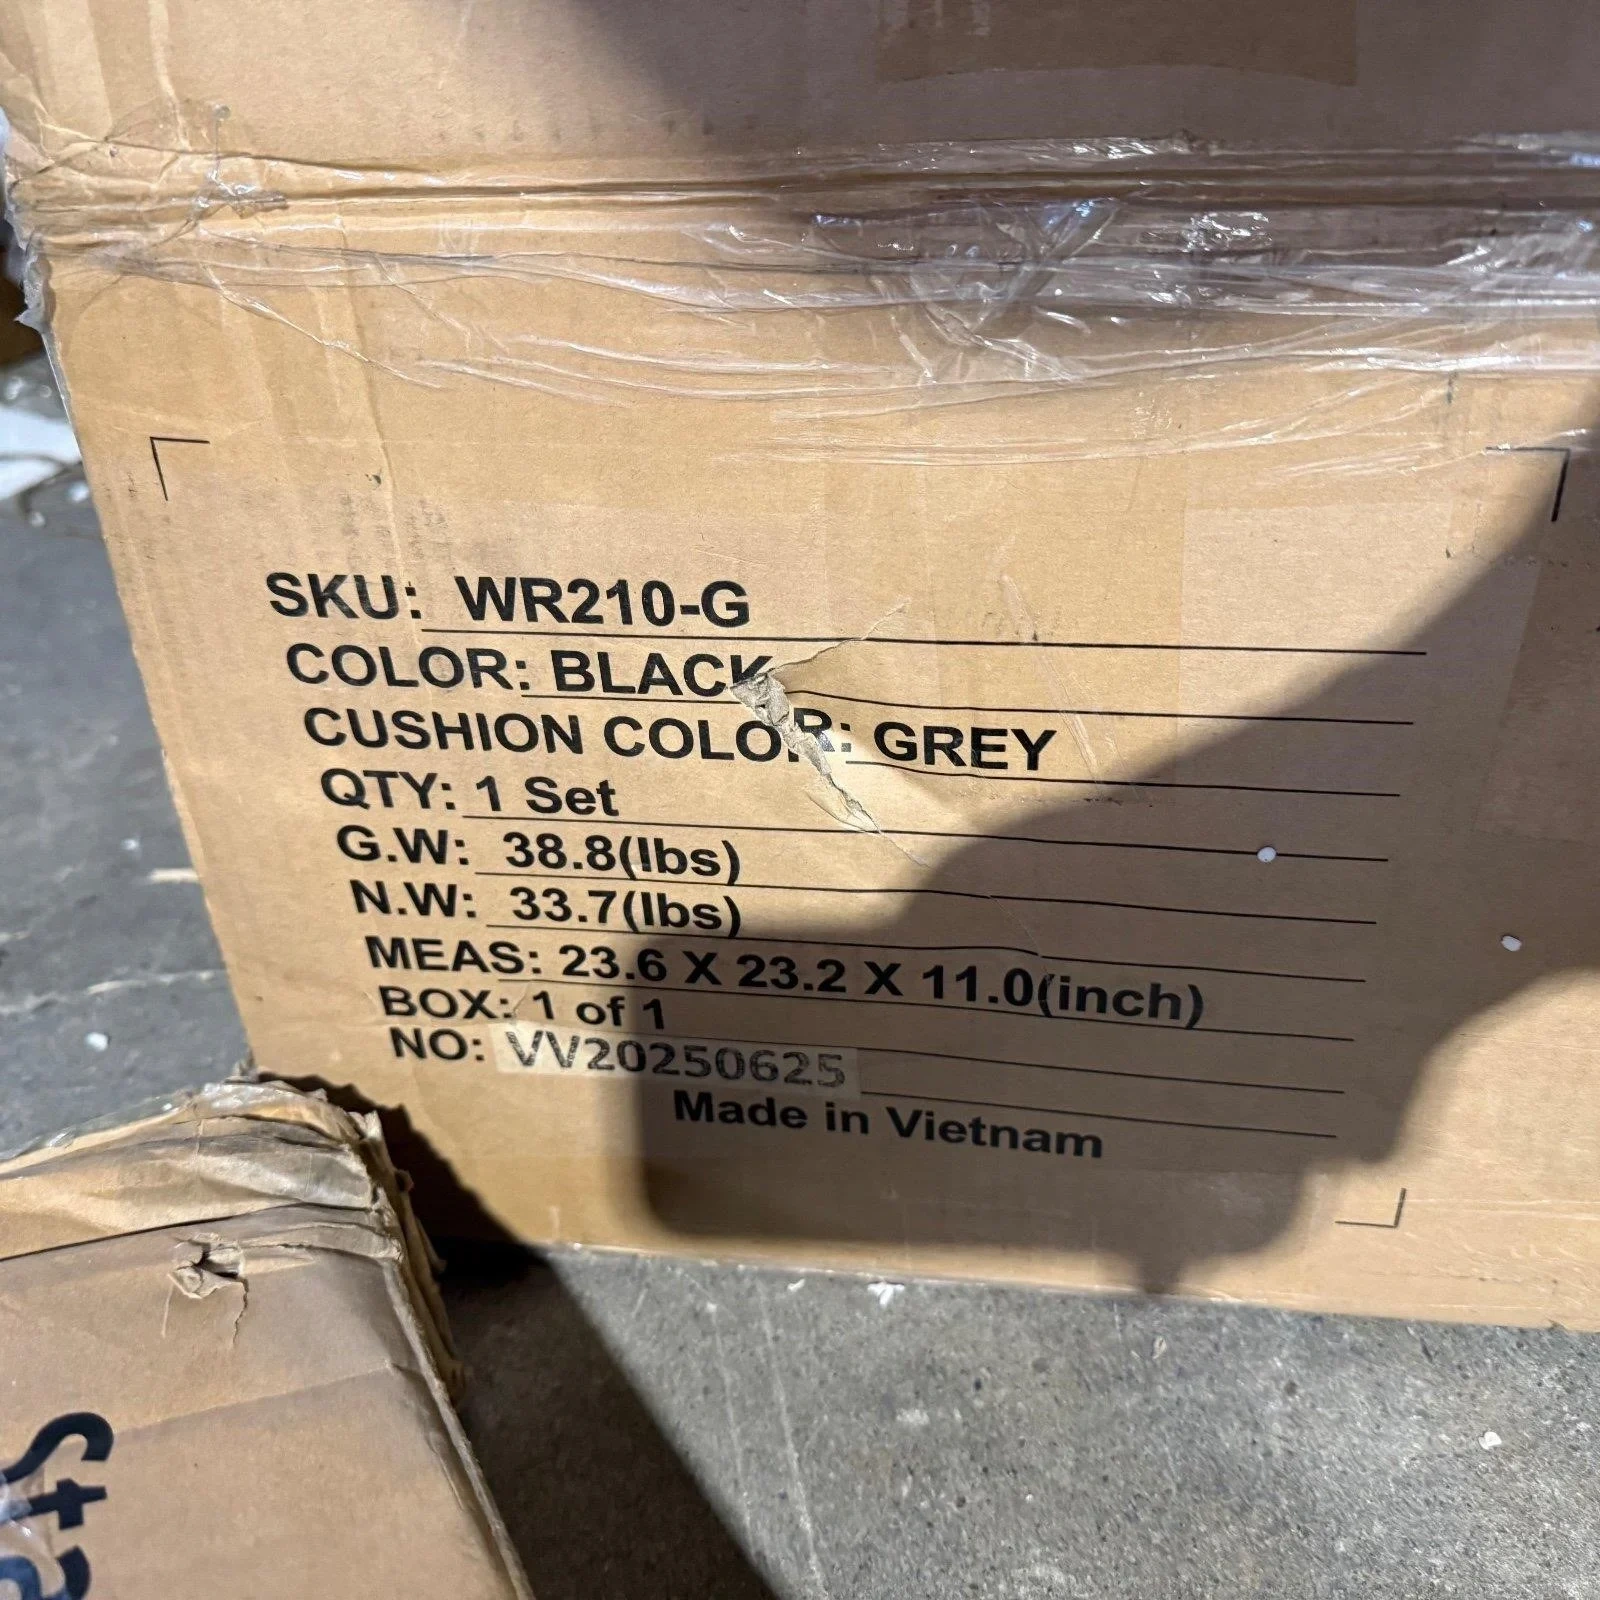 SKU: WR210-G
COLOR: BLACK
CUSHION COLOR: GREY
QTY: 1 Set
G.W: 38.8(lbs)
N.W: 33.7(lbs)
MEAS: 23.6 X 23.2 X 11.0(inch)
BOX: 1 of 1
NO: VV20250625
Made in Vietnam
Sta